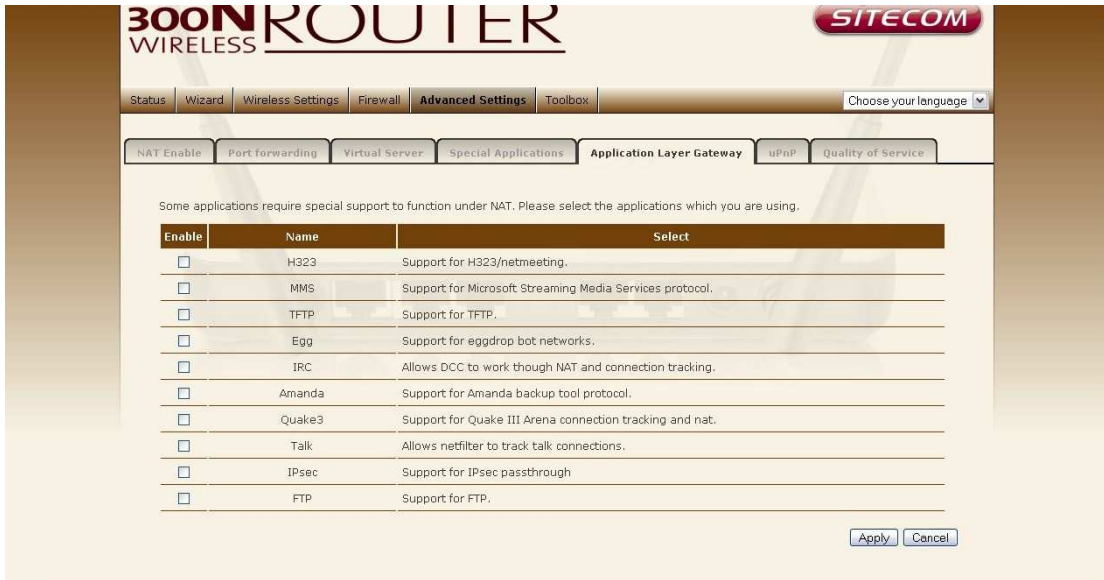 300N ROUTER
WIRELESS
SITECOM
Status Wizard Wireless Settings Firewall Advanced Settings Toolbox Choose your language
NAT Enable Port forwarding Virtual Server Special Applications Application Layer Gateway uPnP Quality of Service
Some applications require special support to function under NAT. Please select the applications which you are using.
Enable Name Select
H323 Support for H323/netmeeting.
MMS Support for Microsoft Streaming Media Services protocol.
TFTP Support for TFTP.
Egg Support for eggdrop bot networks.
IRC Allows DCC to work though NAT and connection tracking.
Amanda Support for Amanda backup tool protocol.
Quake3 Support for Quake III Arena connection tracking and nat.
Talk Allows netfilter to track talk connections.
IPsec Support for IPsec passthrough
FTP Support for FTP.
Apply Cancel